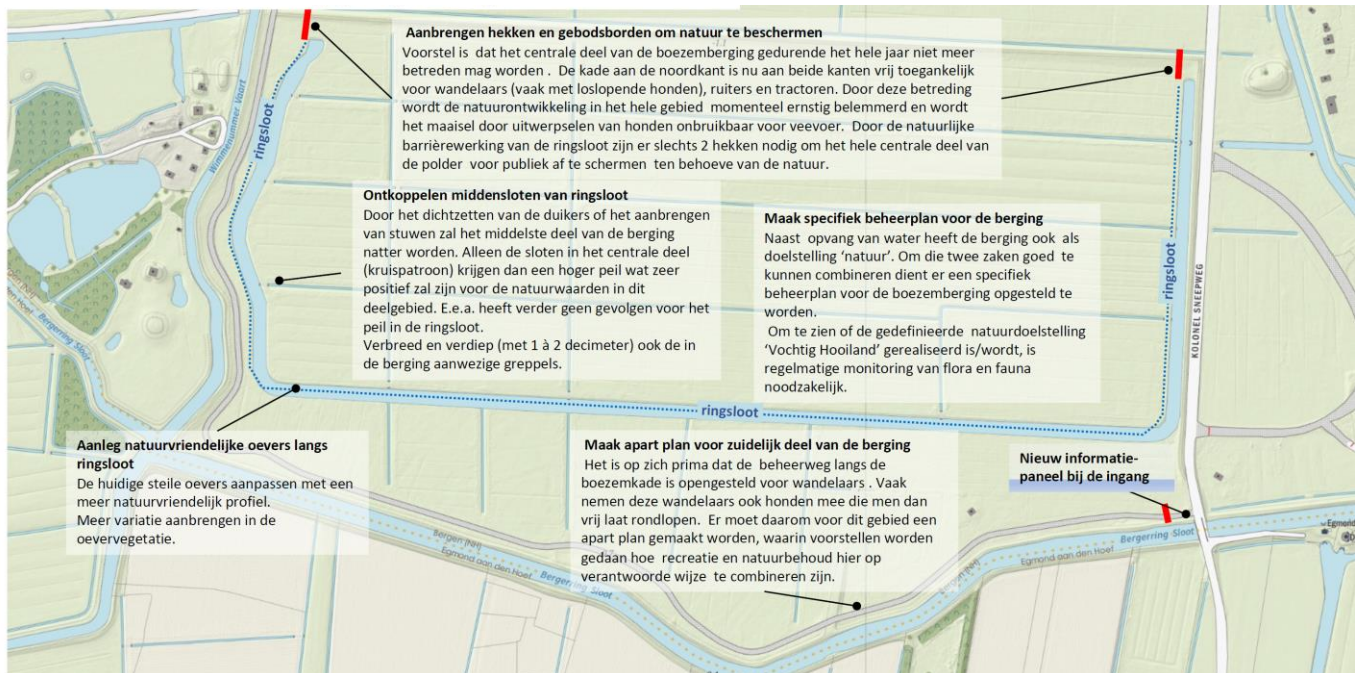 Aanbrengen hekken en gebodsborden om natuur te beschermen
Voorstel is dat het centrale deel van de boezemberging gedurende het hele jaar niet meer
betreden mag worden . De kade aan de noordkant is nu aan beide kanten vrij toegankelijk
voor wandelaars (vaak met loslopende honden), ruiters en tractoren. Door deze betreding
wordt de natuurontwikkeling in het hele gebied momenteel ernstig belemmerd en wordt
het maaisel door uitwerpselen van honden onbruikbaar voor veevoer. Door de natuurlijke
barrièrewerking van de ringsloot zijn er slechts 2 hekken nodig om het hele centrale deel van
de polder voor publiek af te schermen ten behoeve van de natuur.
Wimmenummer Vaart
ringsloot
Ontkoppelen middensloten van ringsloot
Door het dichtzetten van de duikers of het aanbrengen
van stuwen zal het middelste deel van de berging
natter worden. Alleen de sloten in het centrale deel
(kruispatroon) krijgen dan een hoger peil wat zeer
positief zal zijn voor de natuurwaarden in dit
deelgebied. E.e.a. heeft verder geen gevolgen voor het
peil in de ringsloot.
Verbreed en verdiep (met 1 à 2 decimeter) ook de in
de berging aanwezige greppels.
Maak specifiek beheerplan voor de berging
Naast opvang van water heeft de berging ook als
doelstelling ‘natuur’. Om die twee zaken goed te
kunnen combineren dient er een specifiek
beheerplan voor de boezemberging opgesteld te
worden.
Om te zien of de gedefinieerde natuurdoelstelling
‘Vochtig Hooiland’ gerealiseerd is/wordt, is
regelmatige monitoring van flora en fauna
noodzakelijk.
ringsloot
KOLONEL SNEEPWEG
Bergen (NH)
Egmond aan den Hoef
Bergerring Sloot
ringsloot
Aanleg natuurvriendelijke oevers langs
ringsloot
De huidige steile oevers aanpassen met een
meer natuurvriendelijk profiel.
Meer variatie aanbrengen in de
oevervegetatie.
Maak apart plan voor zuidelijk deel van de berging
Het is op zich prima dat de beheerweg langs de
boezemkade is opengesteld voor wandelaars . Vaak
nemen deze wandelaars ook honden mee die men dan
vrij laat rondlopen. Er moet daarom voor dit gebied een
apart plan gemaakt worden, waarin voorstellen worden
gedaan hoe recreatie en natuurbehoud hier op
verantwoorde wijze te combineren zijn.
Nieuw informatie-
paneel bij de ingang
Bergen (NH)
Egmond aan den Hoef
Bergerring Sloot
Bergen (NH)
Egmond aan den Hoef
Bergerring Sloot
Egmond